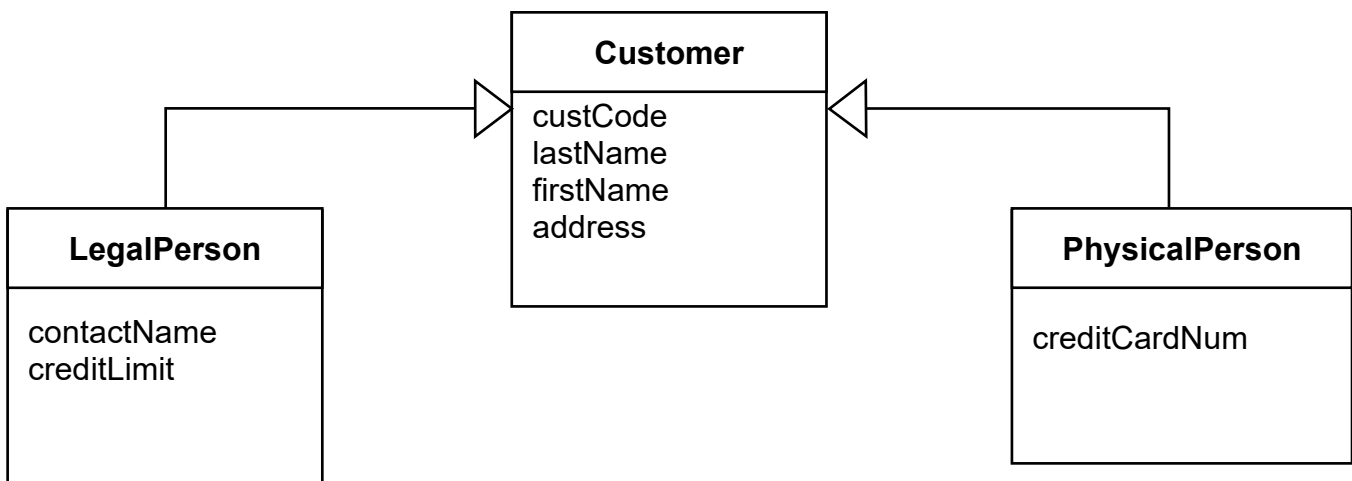 Customer
custCode
lastName
firstName
address
LegalPerson
contactName
creditLimit
PhysicalPerson
creditCardNum